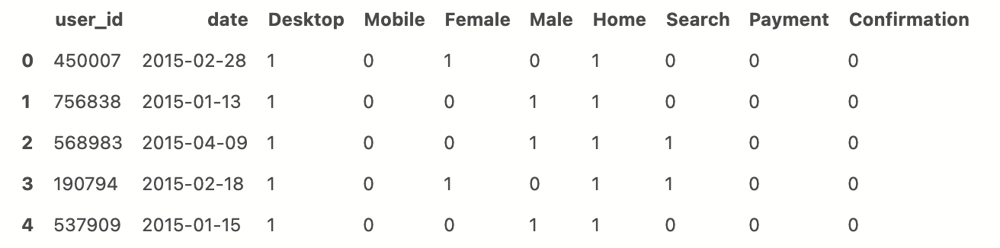 user_id date Desktop Mobile Female Male Home Search Payment Confirmation
0 450007 2015-02-28 1 0 1 0 1 0 0 0
1 756838 2015-01-13 1 0 0 1 1 0 0 0
2 568983 2015-04-09 1 0 0 1 1 1 0 0
3 190794 2015-02-18 1 0 1 0 1 1 0 0
4 537909 2015-01-15 1 0 0 1 1 0 0 0